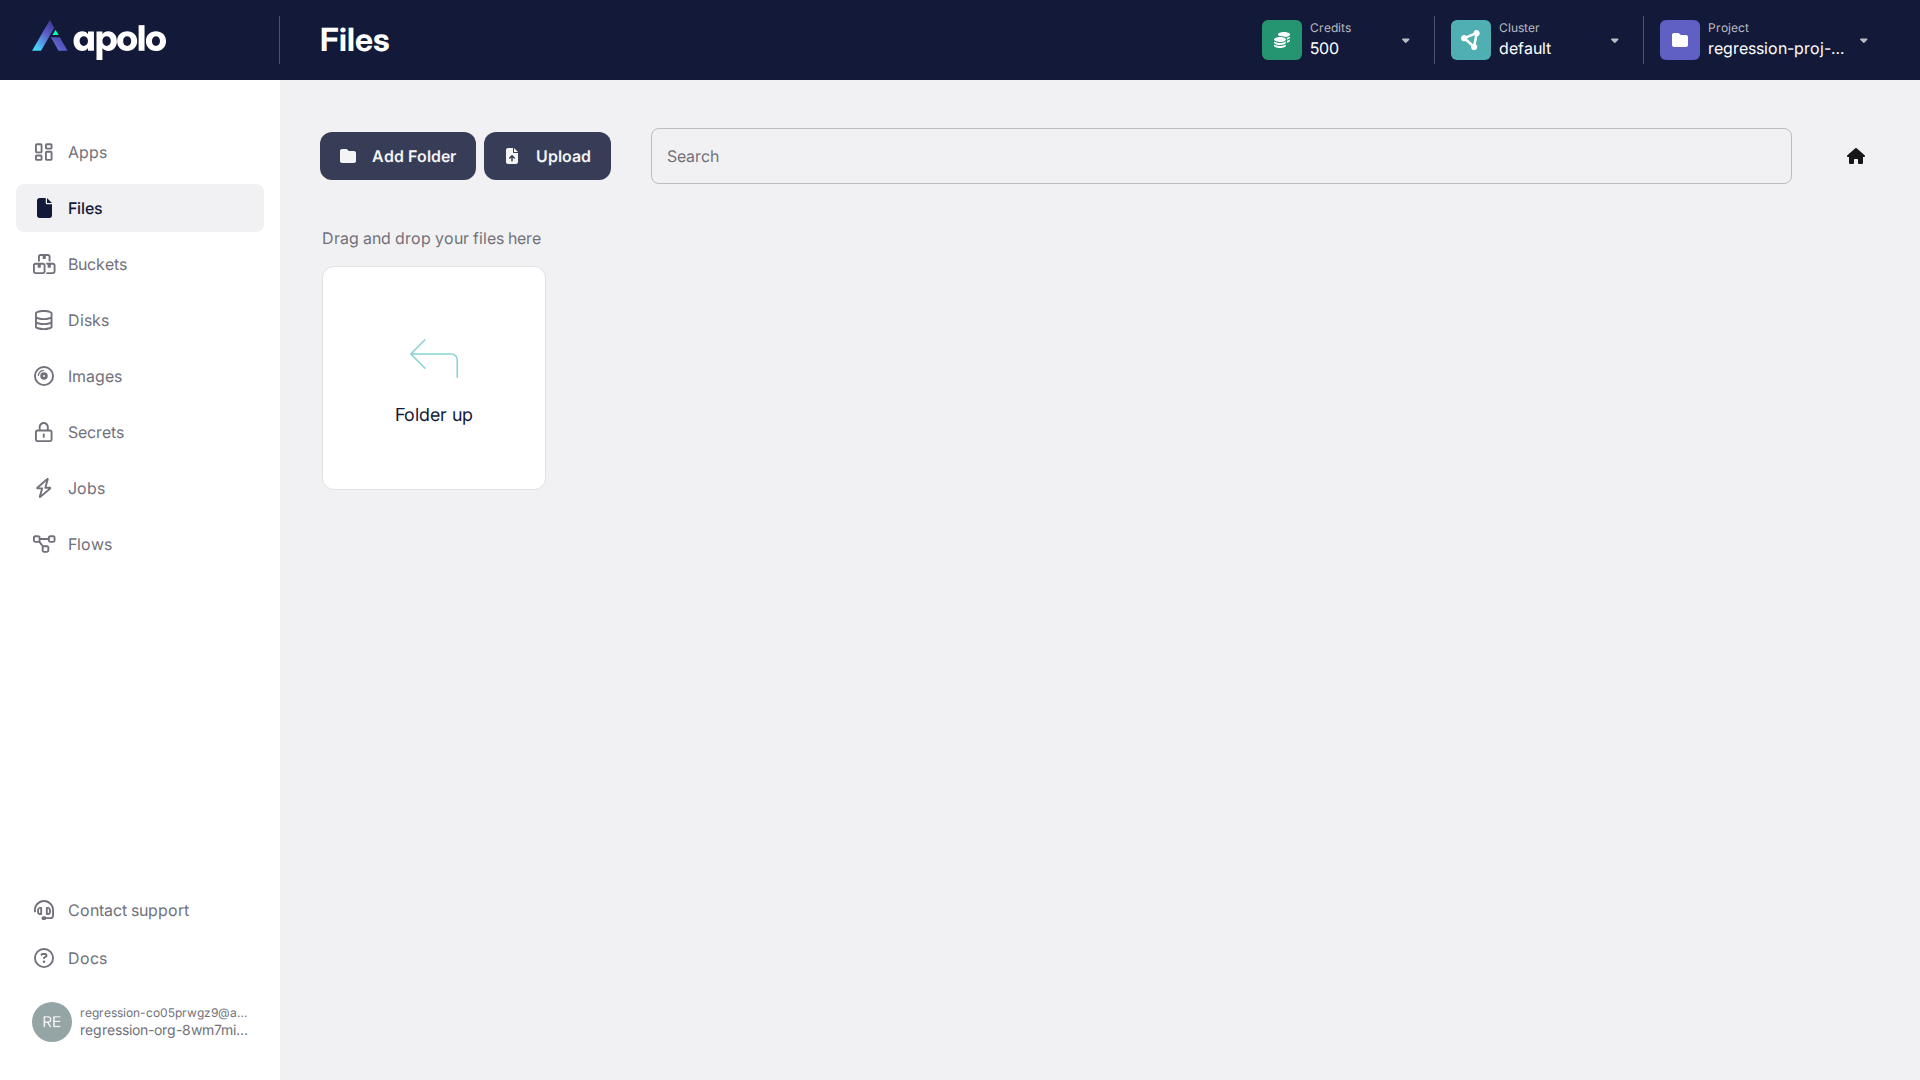 apolo
Files
Credits
500
Cluster
default
Project
regression-proj-...
Apps
Files
Buckets
Disks
Images
Secrets
Jobs
Flows
Add Folder
Upload
Search
Drag and drop your files here
Folder up
Contact support
Docs
RE
regression-co05prwgz9@a...
regression-org-8wm7mi...